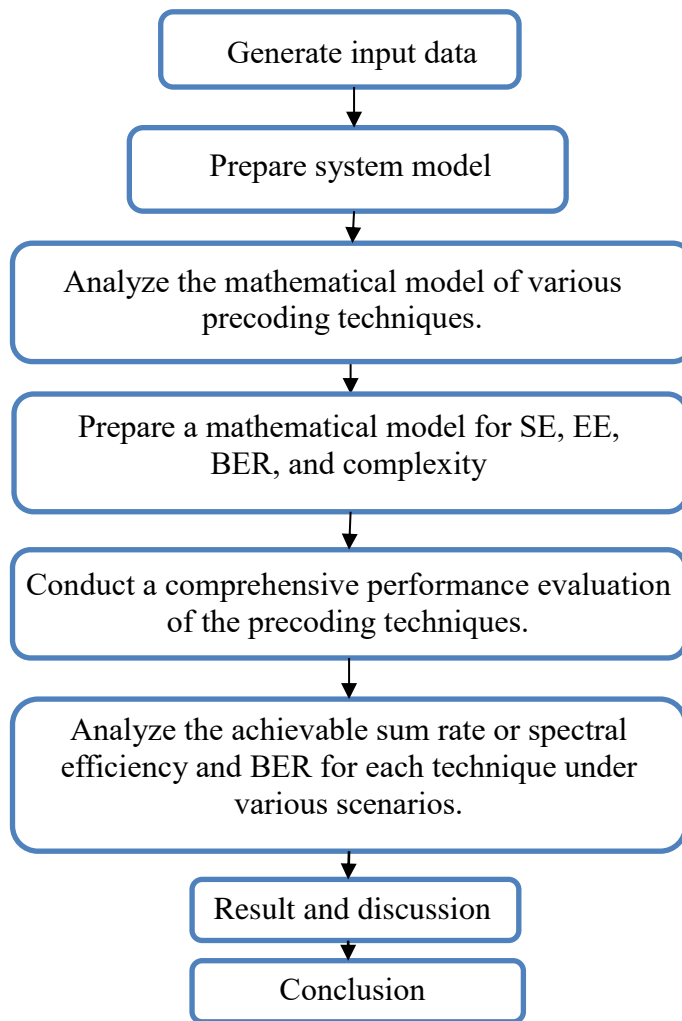 Generate input data
Prepare system model
Analyze the mathematical model of various
precoding techniques.
Prepare a mathematical model for SE, EE,
BER, and complexity
Conduct a comprehensive performance evaluation
of the precoding techniques.
Analyze the achievable sum rate or spectral
efficiency and BER for each technique under
various scenarios.
Result and discussion
Conclusion